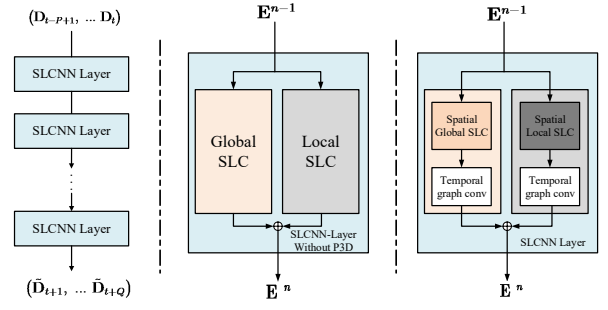 (D_{t-P+1}, ... D_t)
SLCNN Layer
SLCNN Layer
SLCNN Layer
(D̃_{t+1}, ... D̃_{t+Q})
E^{n-1}
Global
SLC
Local
SLC
SLCNN-Layer
Without P3D
E^n
E^{n-1}
Spatial
Global SLC
Spatial
Local SLC
Temporal
graph conv
Temporal
graph conv
SLCNN Layer
E^n